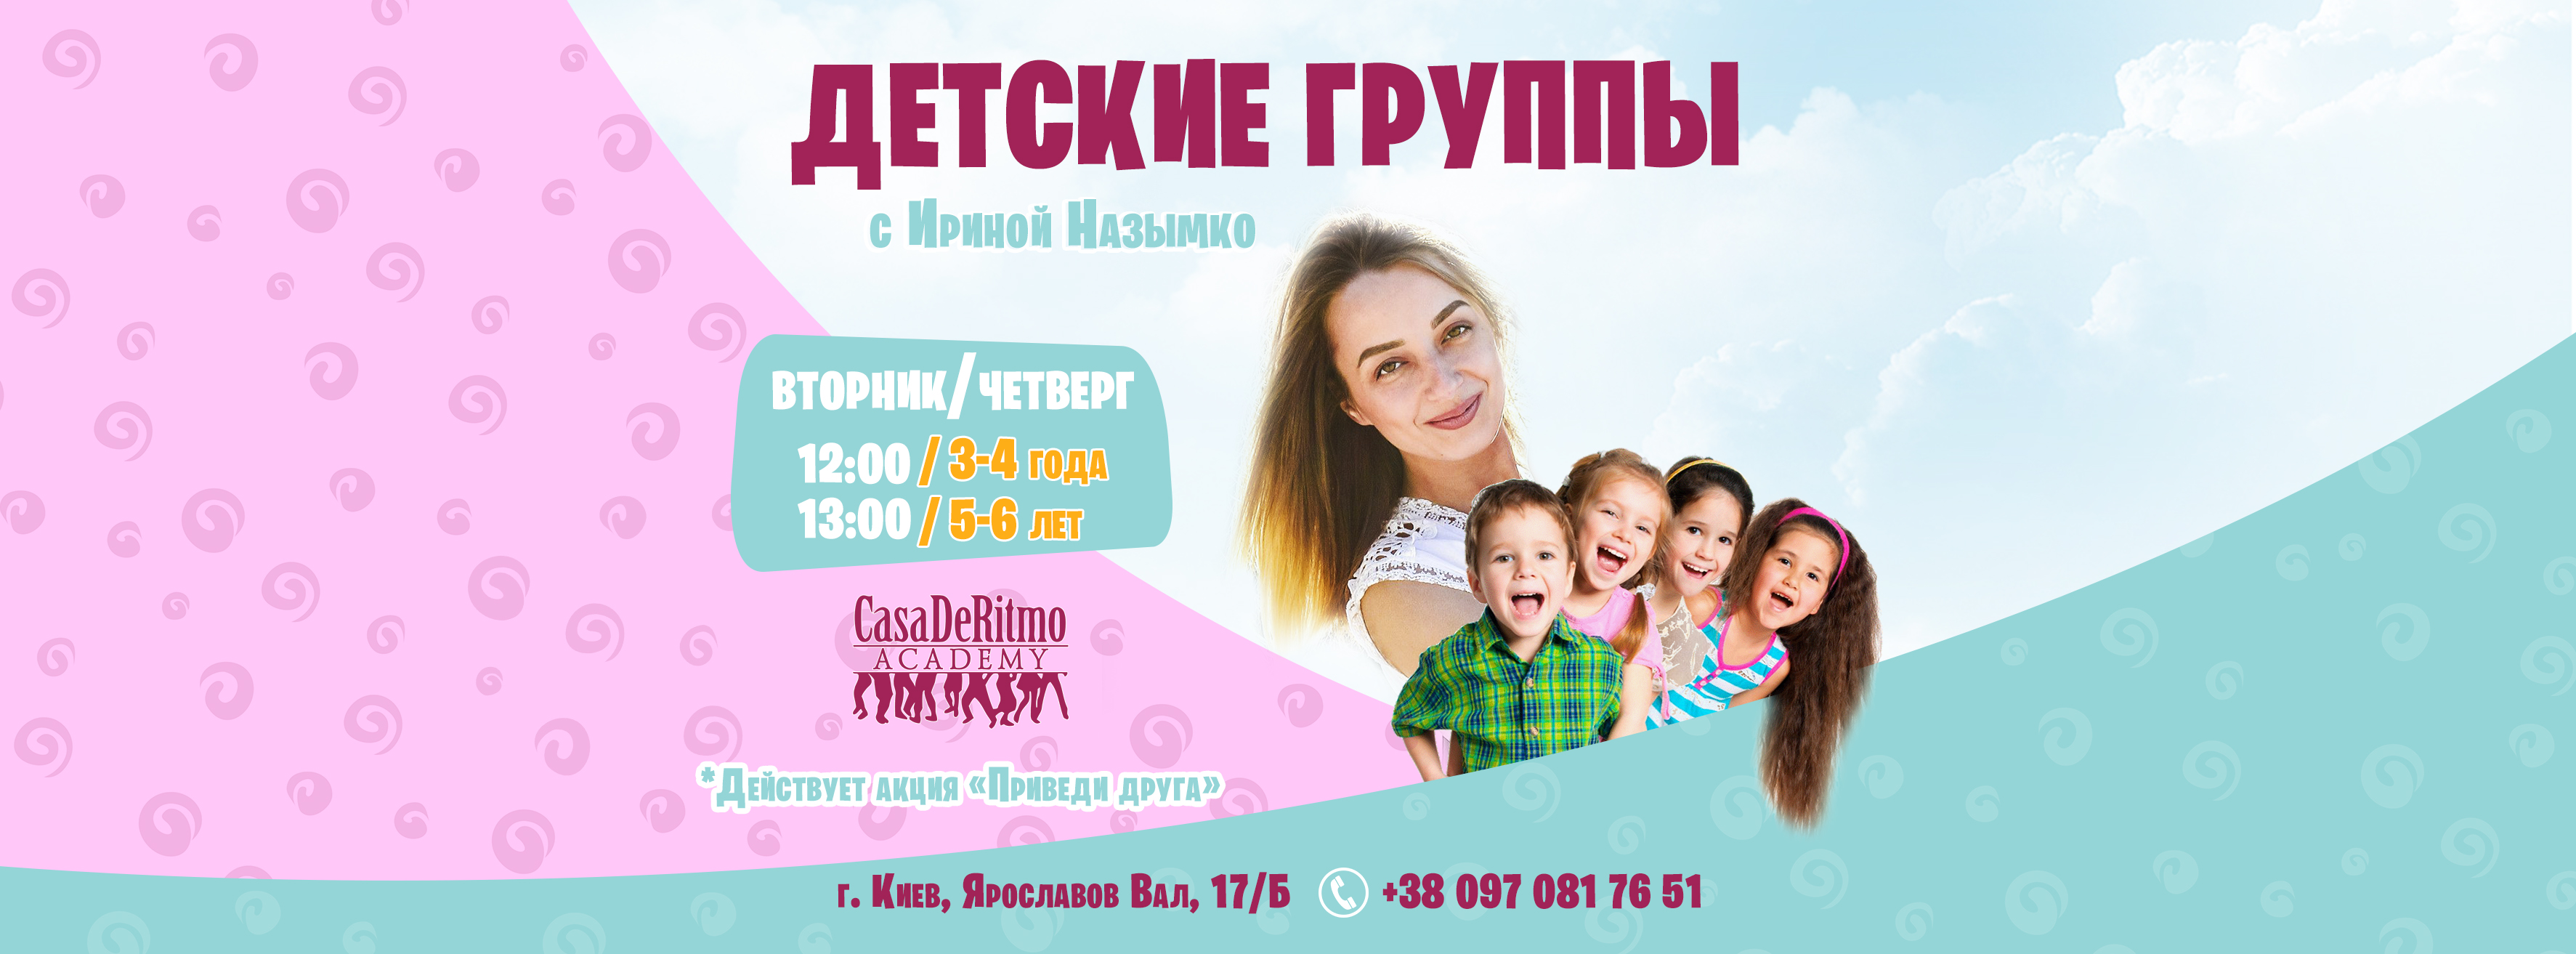 ДЕТСКИЕ ГРУППЫ
с Ириной Назымко
ВТОРНИК/ЧЕТВЕРГ
12:00 / 3-4 года
13:00 / 5-6 лет
CasaDeRitmo
ACADEMY
*Действует акция «Приведи друга»
г. Киев, Ярославов Вал, 17/Б +38 097 081 76 51